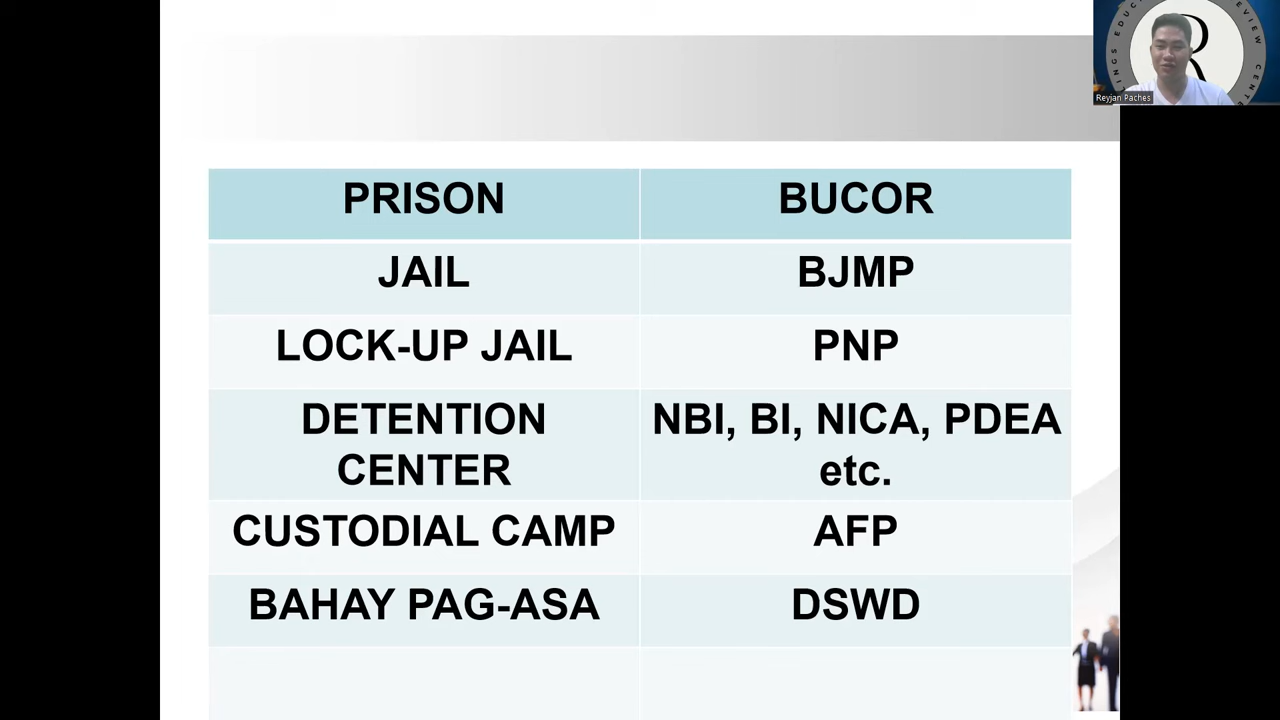 PRISON
BUCOR
JAIL
BJMP
LOCK-UP JAIL
PNP
DETENTION
CENTER
NBI, BI, NICA, PDEA
etc.
CUSTODIAL CAMP
AFP
BAHAY PAG-ASA
DSWD
R
Reyjan Paches